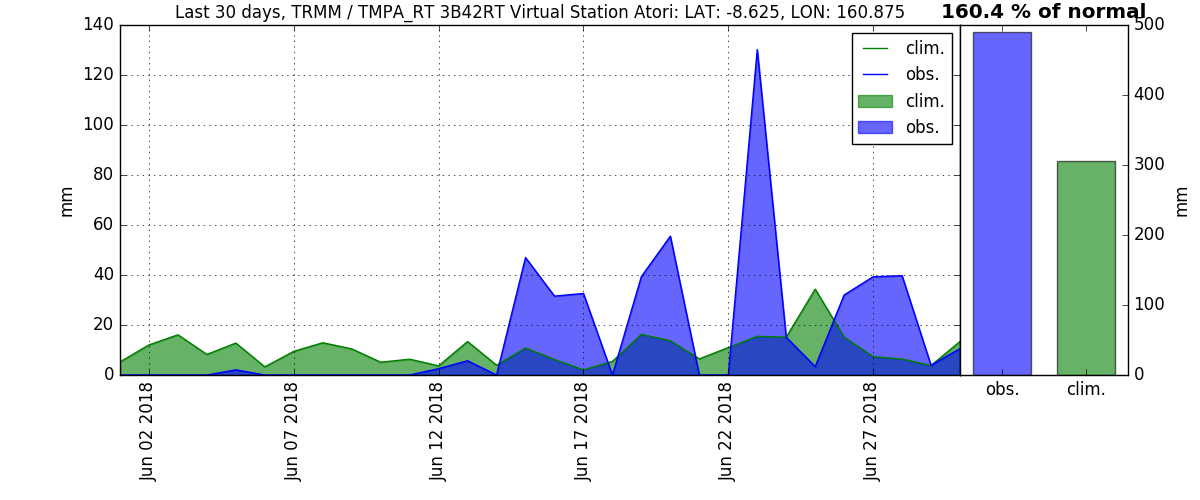 Last 30 days, TRMM / TMPA_RT 3B42RT Virtual Station Atori: LAT: -8.625, LON: 160.875
160.4 % of normal
140
120
100
80
60
40
20
0
mm
clim.
obs.
clim.
obs.
Jun 02 2018
Jun 07 2018
Jun 12 2018
Jun 17 2018
Jun 22 2018
Jun 27 2018
500
400
300
200
100
0
mm
obs.
clim.